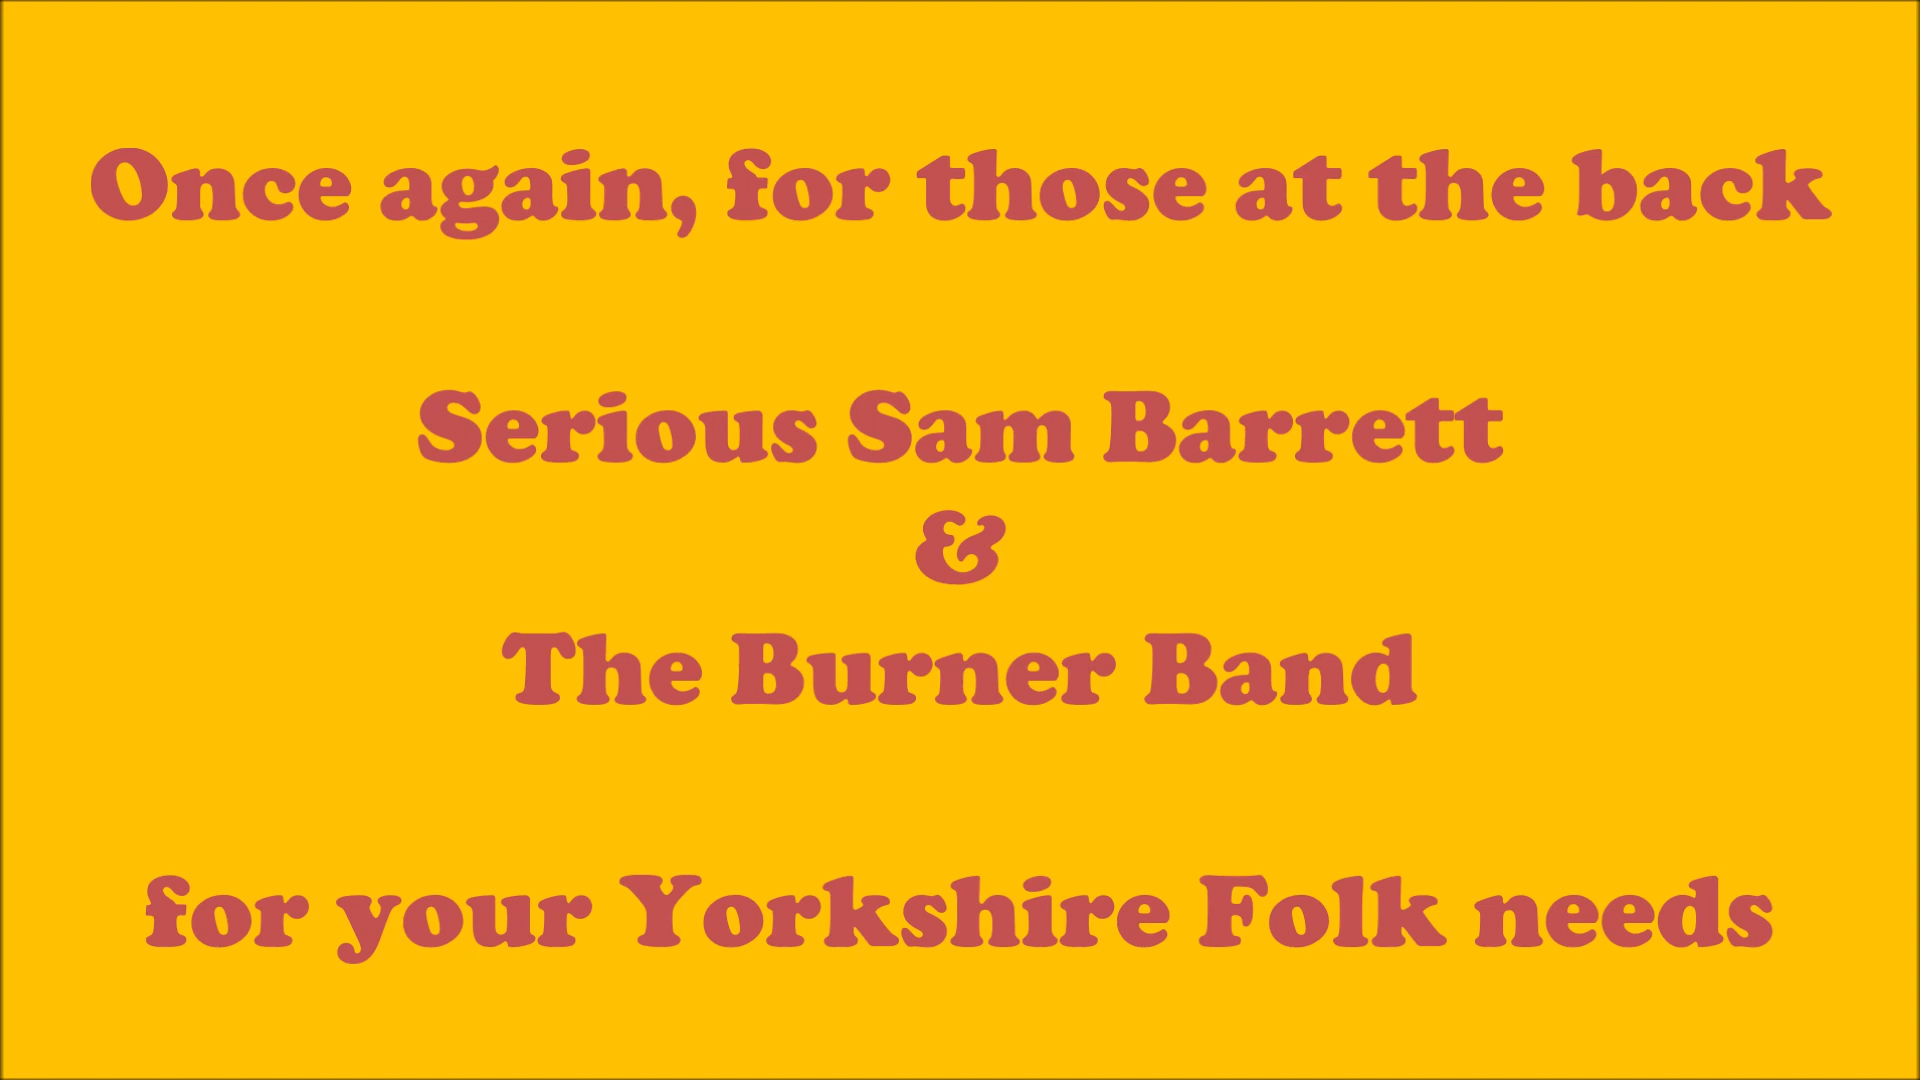 Once again, for those at the back
Serious Sam Barrett
&
The Burner Band
for your Yorkshire Folk needs